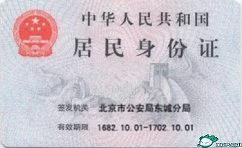 中华人民共和国
居民身份证
签发机关 北京市公安局东城分局
有效期限 1682.10.01-1702.10.01